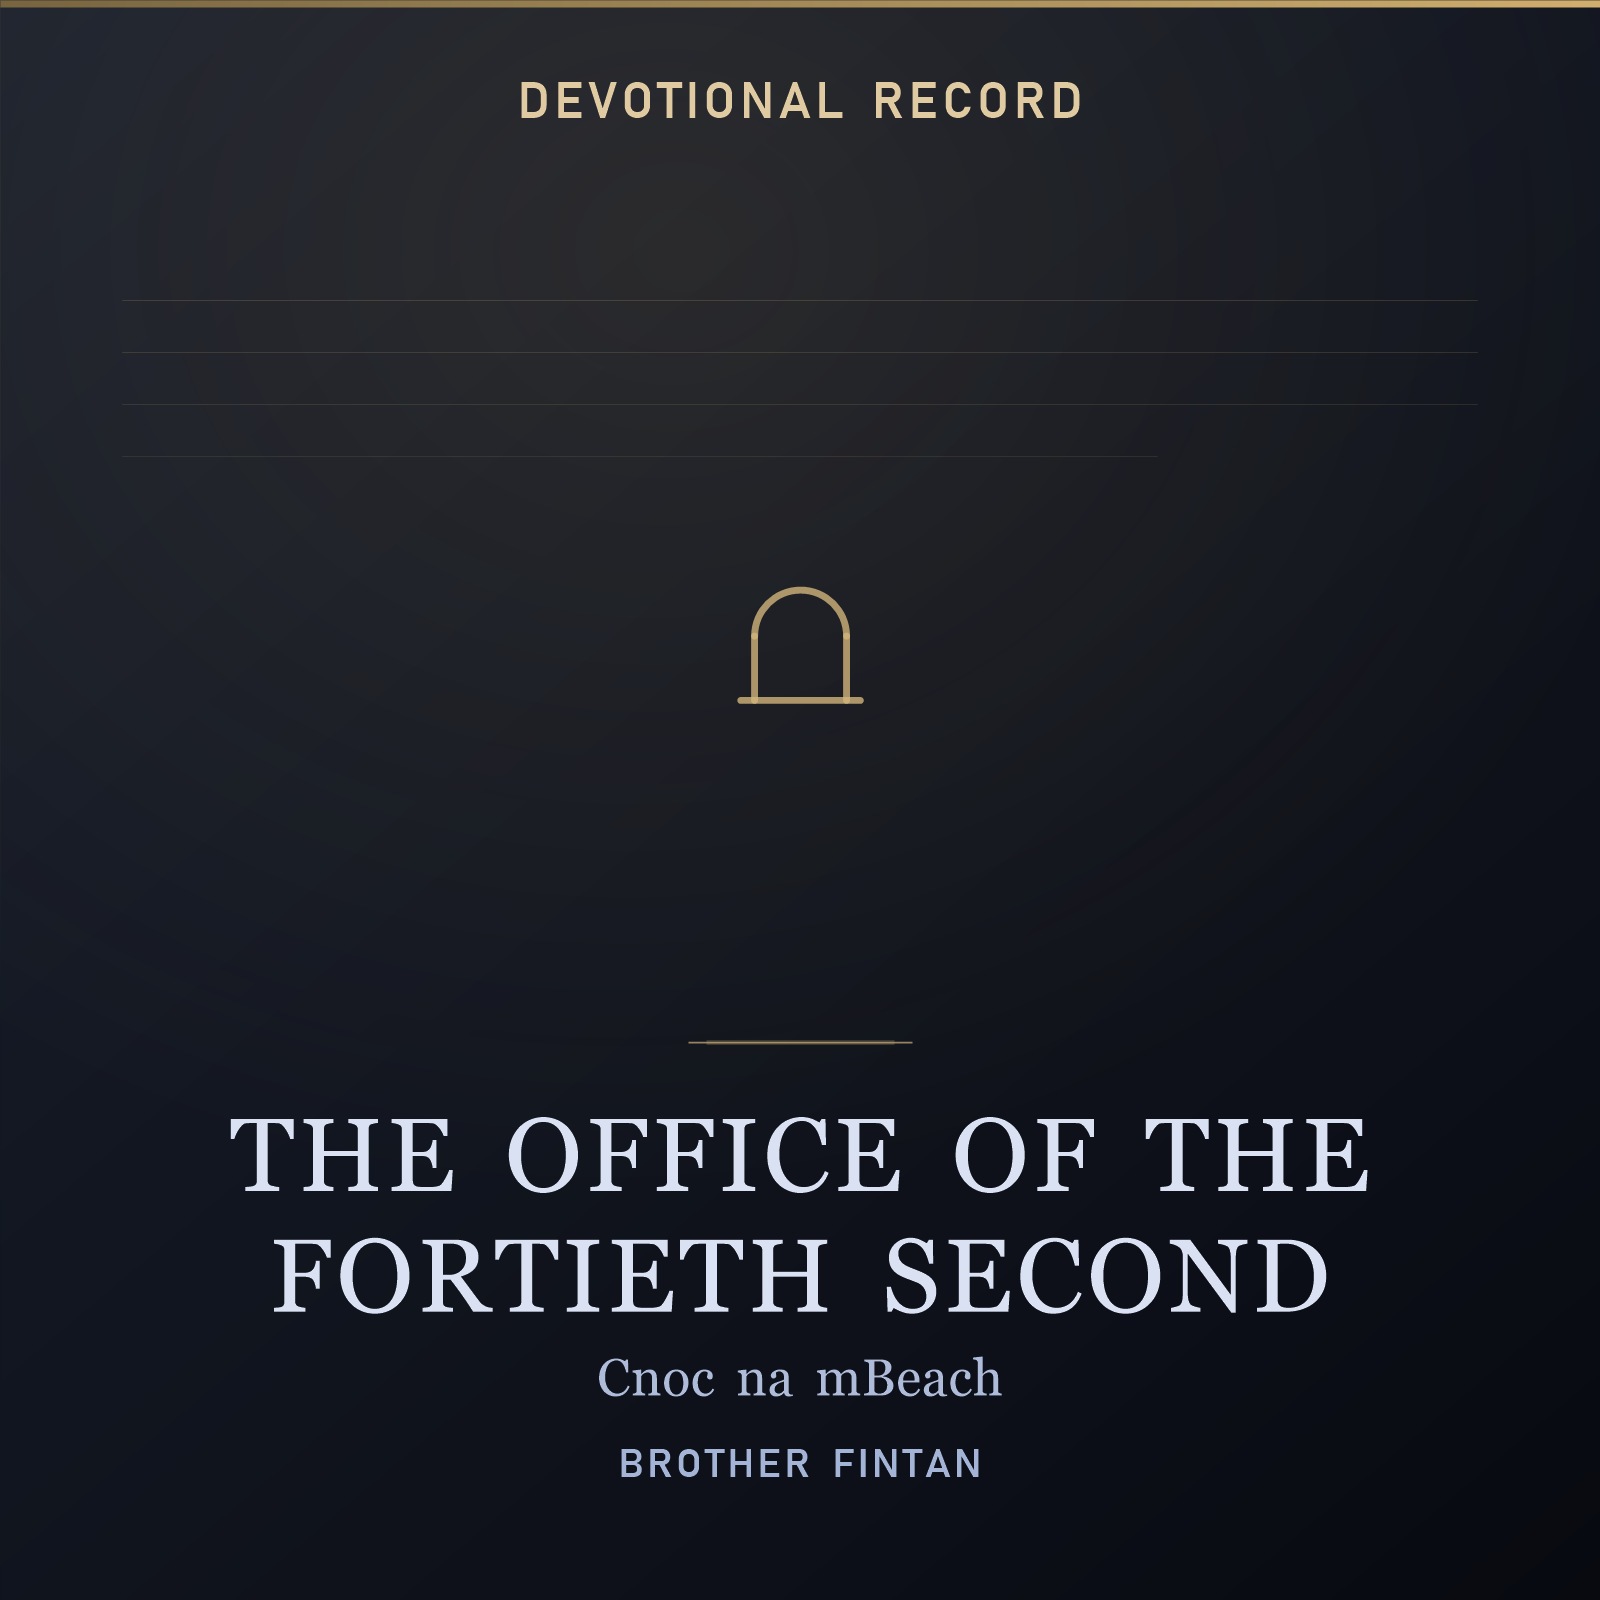 DEVOTIONAL RECORD
THE OFFICE OF THE
FORTIETH SECOND
Cnoc na mBeach
BROTHER FINTAN